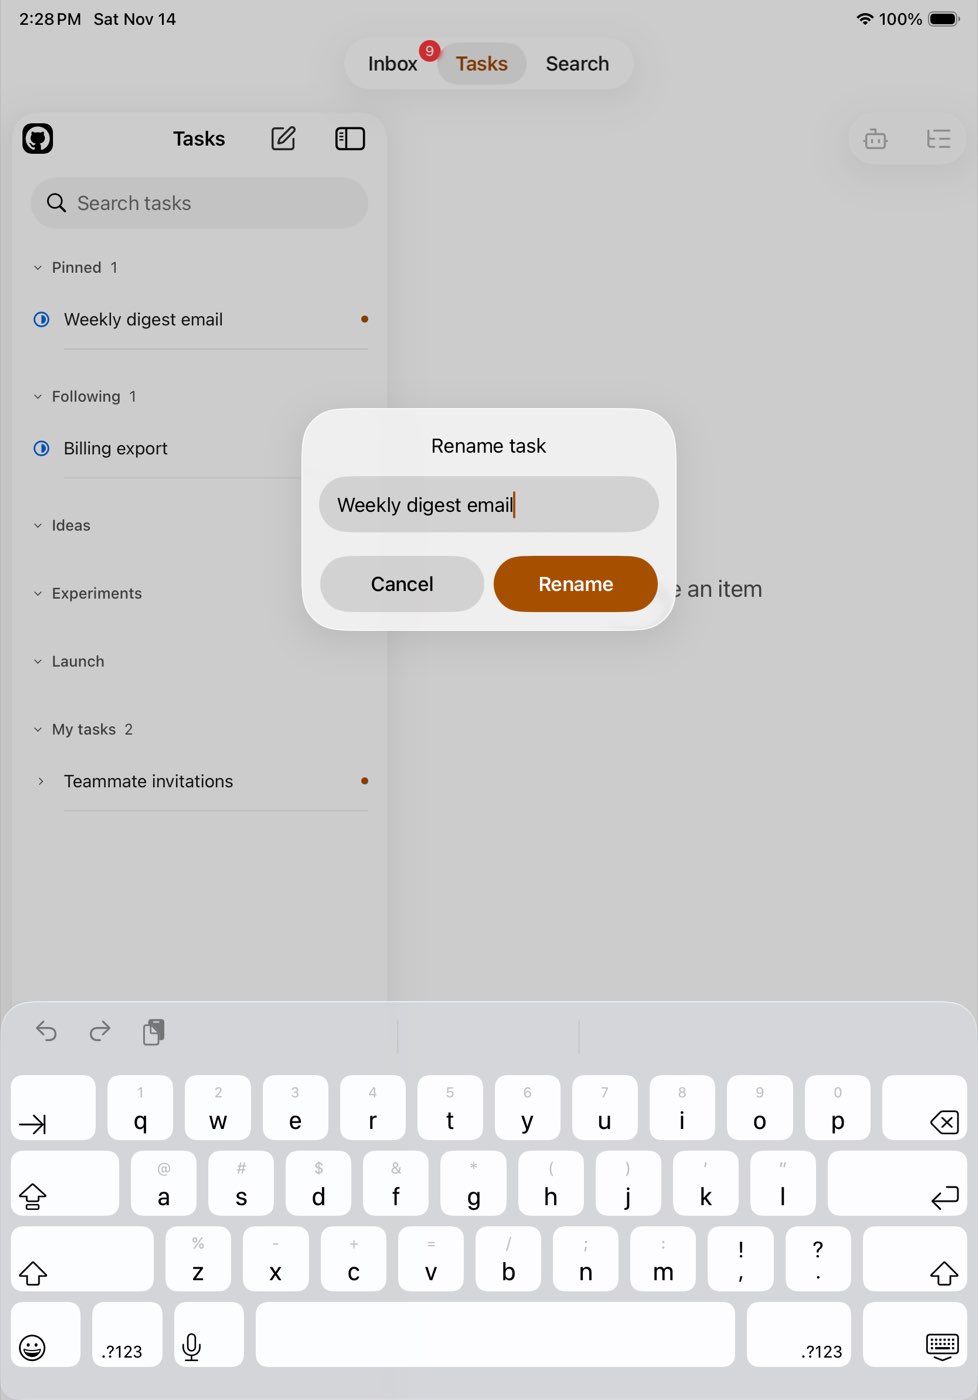 2:28 PM Sat Nov 14
100%
Inbox 9 Tasks Search
Tasks
Search tasks
Pinned 1
Weekly digest email
Following 1
Billing export
Ideas
Experiments
Launch
My tasks 2
Teammate invitations
Rename task
Weekly digest email
Cancel Rename
an item
1 2 3 4 5 6 7 8 9 0
q w e r t y u i o p
@ # $ & * ( ) ' "
a s d f g h j k l
% - + = / ; : ! ?
z x c v b n m , .
.?123 .?123